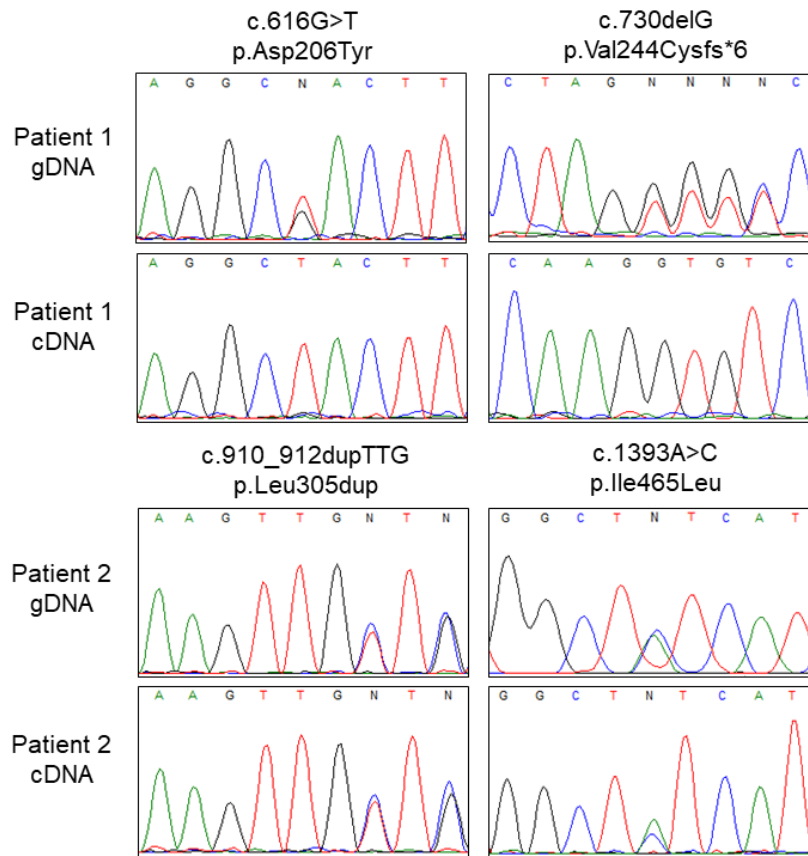 c.616G>T
p.Asp206Tyr
c.730delG
p.Val244Cysfs*6
Patient 1
gDNA
A G G C N A C T T
C T A G N N N N C
Patient 1
cDNA
A G G C T A C T T
C A A G G T G T C
c.910_912dupTTG
p.Leu305dup
c.1393A>C
p.Ile465Leu
Patient 2
gDNA
A A G T T G N T N
G G C T N T C A T
Patient 2
cDNA
A A G T T G N T N
G G C T N T C A T